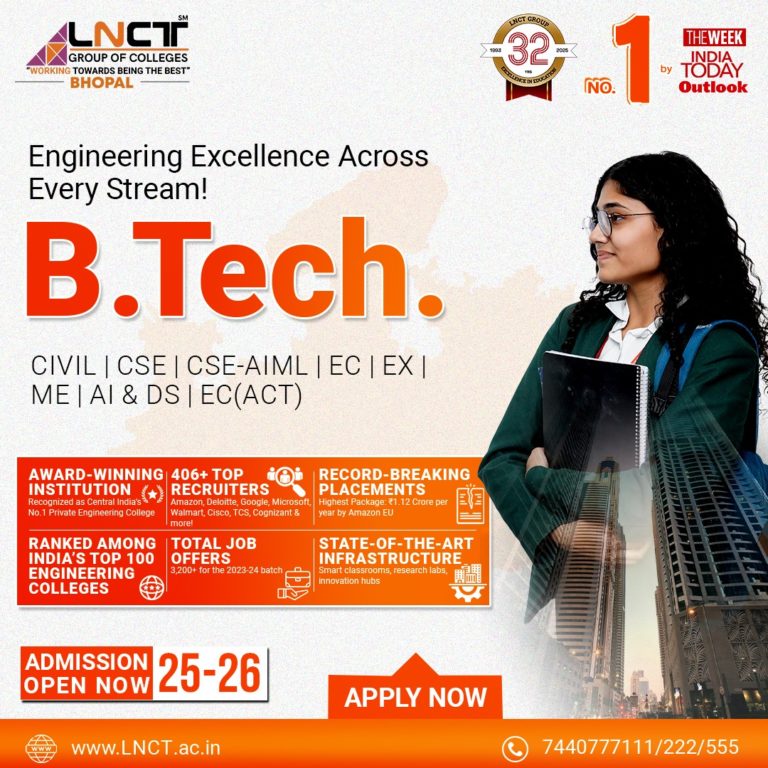 LNCT SM
GROUP OF COLLEGES
"WORKING TOWARDS BEING THE BEST"
BHOPAL
LNCT GROUP
1993 32 2025
YRS
EXCELLENCE IN EDUCATION
NO. 1 by
THE WEEK
INDIA
TODAY
Outlook
Engineering Excellence Across
Every Stream!
B.Tech.
CIVIL | CSE | CSE-AIML | EC | EX |
ME | AI & DS | EC(ACT)
AWARD-WINNING
INSTITUTION
Recognized as Central India's
No.1 Private Engineering College
406+ TOP
RECRUITERS
Amazon, Deloitte, Google, Microsoft,
Walmart, Cisco, TCS, Cognizant &
more!
RECORD-BREAKING
PLACEMENTS
Highest Package: ₹1.12 Crore per
year by Amazon EU
RANKED AMONG
INDIA'S TOP 100
ENGINEERING
COLLEGES
TOTAL JOB
OFFERS
3,200+ for the 2023-24 batch
STATE-OF-THE-ART
INFRASTRUCTURE
Smart classrooms, research labs,
innovation hubs
ADMISSION
OPEN NOW
25-26
APPLY NOW
www.LNCT.ac.in
7440777111/222/555